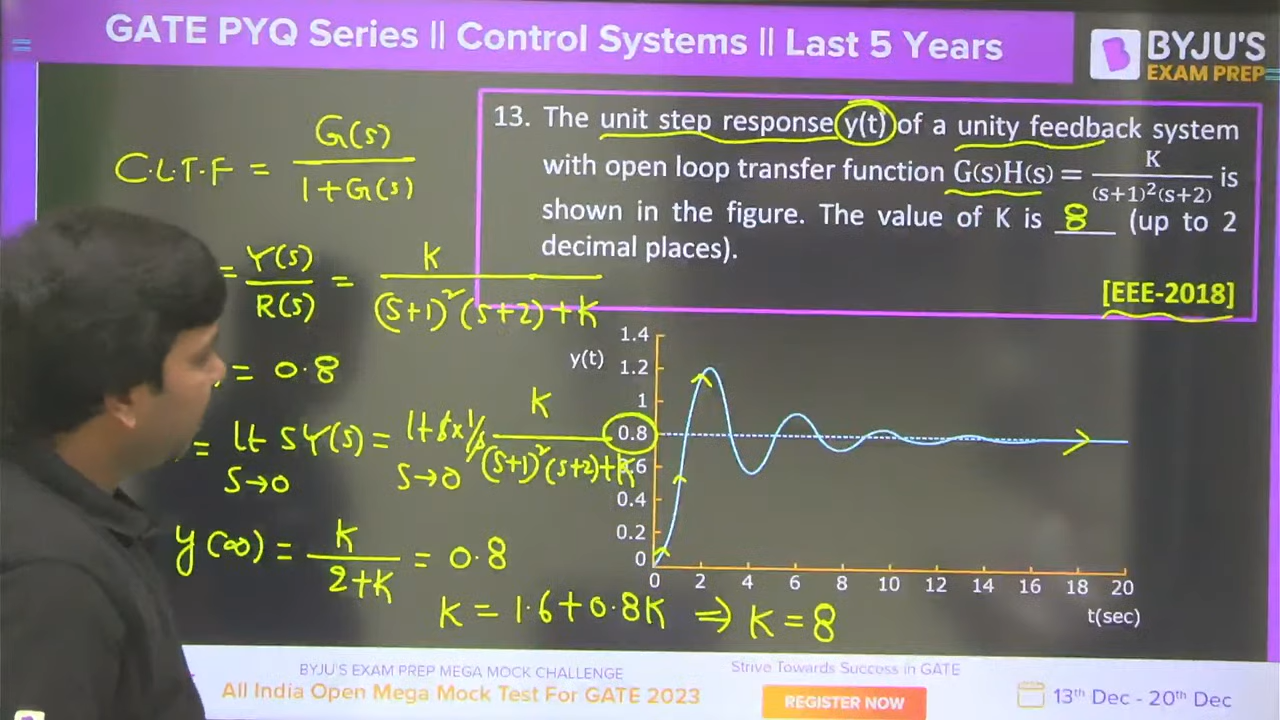 GATE PYQ Series || Control Systems || Last 5 Years
BYJU'S
EXAM PREP
13. The unit step response y(t) of a unity feedback system
with open loop transfer function G(s)H(s) = K/(s+1)²(s+2) is
shown in the figure. The value of K is 8 (up to 2
decimal places).
[EEE-2018]
C.L.T.F = G(s)/1+G(s)
= Y(s)/R(s) = K/(s+1)²(s+2)+K
= 0.8
= lt s→0 sY(s) = lt s→0 s×1/s K/(s+1)²(s+2)+K
y(∞) = K/2+K = 0.8
K = 1.6+0.8K ⇒ K=8
y(t)
1.4
1.2
1
0.8
0.6
0.4
0.2
0
0 2 4 6 8 10 12 14 16 18 20
t(sec)
BYJU'S EXAM PREP MEGA MOCK CHALLENGE
All India Open Mega Mock Test For GATE 2023
Strive Towards Success in GATE
REGISTER NOW
13th Dec - 20th Dec